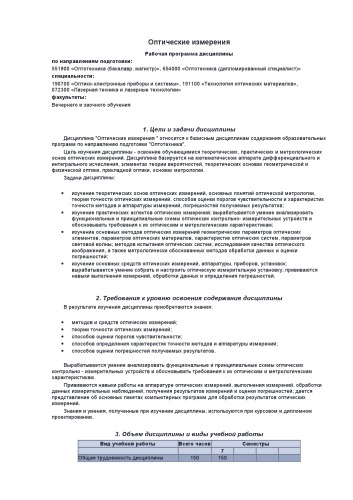 Оптические измерения
Рабочая программа дисциплины
по направлениям подготовки:
551900 «Оптотехника (бакалавр, магистр)», 654000 «Оптотехника (дипломированный специалист)»
специальности:
190700 «Оптико-электронные приборы и системы», 191100 «Технология оптических материалов»,
072300 «Лазерная техника и лазерные технологии»
факультеты:
Вечернего и заочного обучения
1. Цели и задачи дисциплины
Дисциплина "Оптические измерения" относится к базисным дисциплинам содержания образовательных
программ по направлению подготовки "Оптотехника".
Цель изучения дисциплины - освоение обучающимися теоретических, практических и метрологических
основ оптических измерений. Дисциплина базируется на математическом аппарате дифференциального и
интегрального исчисления, элементах теории вероятностей, теоретических основах геометрической и
физической оптики, прикладной оптики, основах метрологии.
Задачи дисциплины:
• изучение теоретических основ оптических измерений, основных понятий оптической метрологии,
теории точности оптических измерений, способов оценки порогов чувствительности и характеристик
точности методов и аппаратуры измерений, погрешностей получаемых результатов;
• изучение практических аспектов оптических измерений; вырабатывается умение анализировать
функциональные и принципиальные схемы оптических контрольно- измерительных устройств и
обосновывать требования к их оптическим и метрологическим характеристикам;
• изучение основных методов оптических измерений геометрических параметров оптических
элементов, параметров оптических материалов, характеристик оптических систем, параметров
световой волны; методов испытания оптических систем, исследования качества оптического
изображения, а также метрологически обоснованных методов обработки данных и оценки
погрешностей;
• изучение основных средств оптических измерений, аппаратуры, приборов, установок;
вырабатывается умение собрать и настроить оптическую измерительную установку; прививается
навыки выполнения измерений, обработки данных и определения погрешностей.
2. Требования к уровню освоения содержания дисциплины
В результате изучения дисциплины приобретаются знания:
• методов и средств оптических измерений;
• теории точности оптических измерений;
• способов оценки порогов чувствительности;
• способов определения характеристик точности методов и аппаратуры измерений;
• способов оценки погрешностей получаемых результатов.
Вырабатывается умение анализировать функциональные и принципиальные схемы оптических
контрольно - измерительных устройств и обосновывать требования к их оптическим и метрологическим
характеристикам.
Прививаются навыки работы на аппаратуре оптических измерений, выполнения измерений, обработки
данных измерительных наблюдений, получения результатов измерений и оценки погрешностей; дается
представление об основных пакетах компьютерных программ для обработки результатов оптических
измерений.
Знания и умения, полученные при изучении дисциплины, используются при курсовом и дипломном
проектировании.
3. Объем дисциплины и виды учебной работы
Вид учебной работы Всего часов Семестры
7
Общая трудоемкость дисциплины 150 150